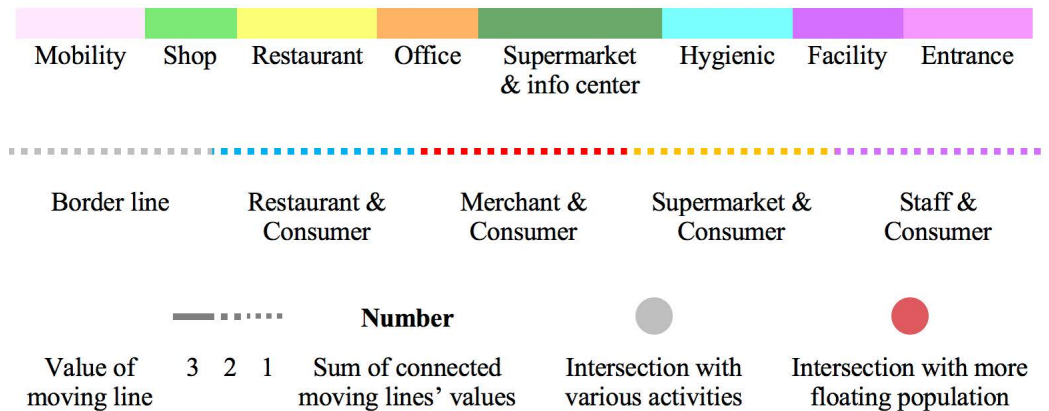 Mobility Shop Restaurant Office Supermarket Hygienic Facility Entrance
& info center
Border line Restaurant & Merchant & Supermarket & Staff &
Consumer Consumer Consumer Consumer
Number
Value of 3 2 1 Sum of connected Intersection with Intersection with more
moving line moving lines’ values various activities floating population